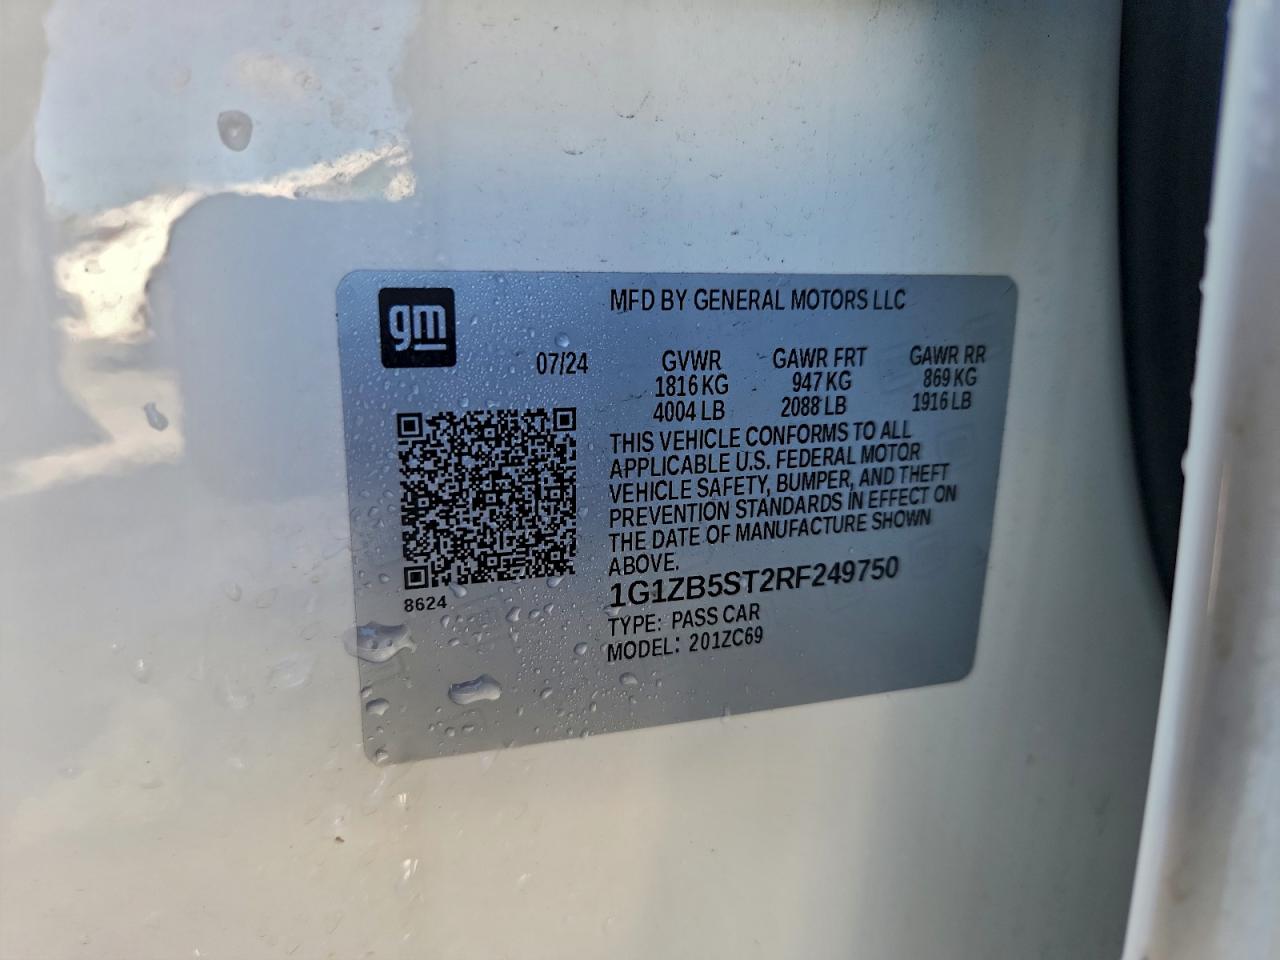 gm
MFD BY GENERAL MOTORS LLC
07/24 GVWR GAWR FRT GAWR RR
1816 KG 947 KG 869 KG
4004 LB 2088 LB 1916 LB
THIS VEHICLE CONFORMS TO ALL
APPLICABLE U.S. FEDERAL MOTOR
VEHICLE SAFETY, BUMPER, AND THEFT
PREVENTION STANDARDS IN EFFECT ON
THE DATE OF MANUFACTURE SHOWN
ABOVE.
1G1ZB5ST2RF249750
8624
TYPE: PASS CAR
MODEL: 201ZC69